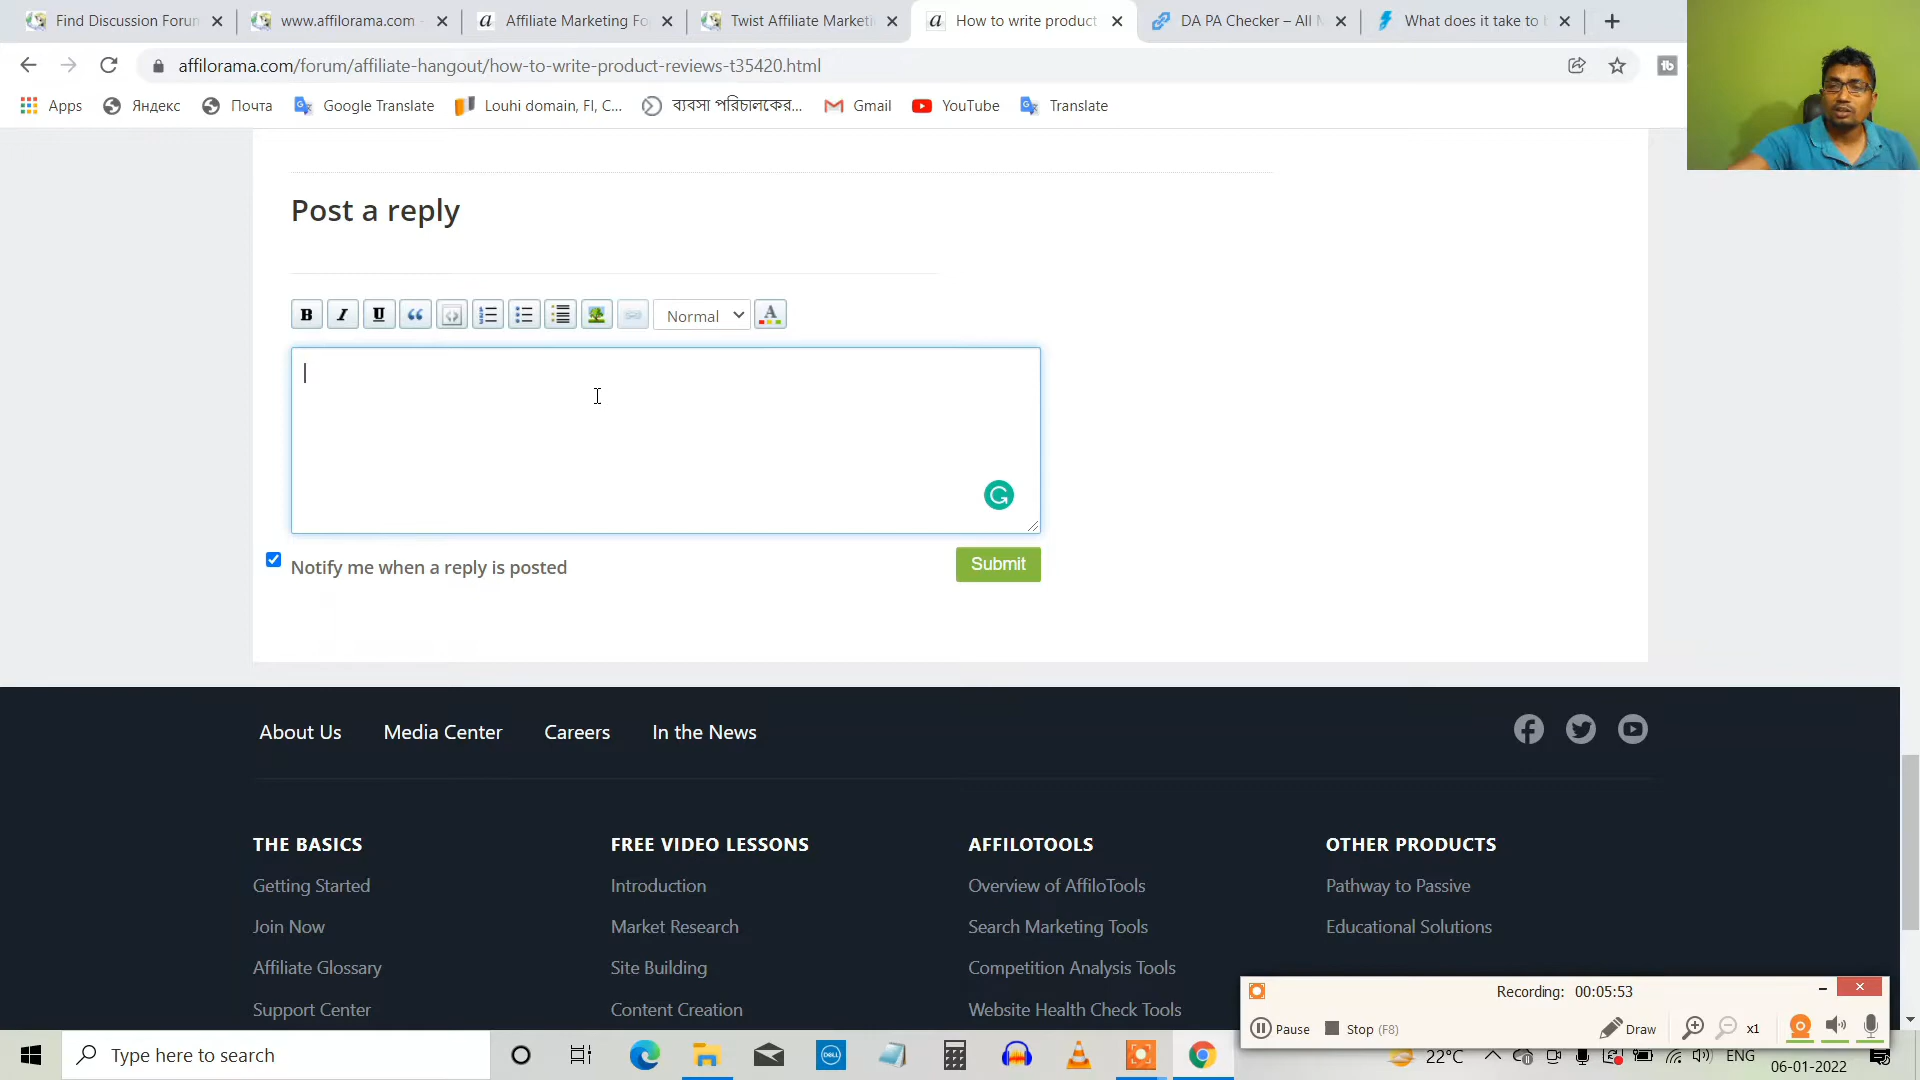 Find Discussion Forun
www.affilorama.com -
Affiliate Marketing Fo
Twist Affiliate Marketi
How to write product
DA PA Checker – All M
What does it take to
affilorama.com/forum/affiliate-hangout/how-to-write-product-reviews-t35420.html
Apps
Яндекс
Почта
Google Translate
Louhi domain, Fl, C...
ব্যবসা পরিচালকের...
Gmail
YouTube
Translate
Post a reply
B I U
Normal
A
Notify me when a reply is posted
Submit
About Us
Media Center
Careers
In the News
THE BASICS
FREE VIDEO LESSONS
AFFILOTOOLS
OTHER PRODUCTS
Getting Started
Introduction
Overview of AffiloTools
Pathway to Passive
Join Now
Market Research
Search Marketing Tools
Educational Solutions
Affiliate Glossary
Site Building
Competition Analysis Tools
Support Center
Content Creation
Website Health Check Tools
Recording: 00:05:53
Pause
Stop (F8)
Draw
x1
Type here to search
DELL
22°C
ENG
06-01-2022